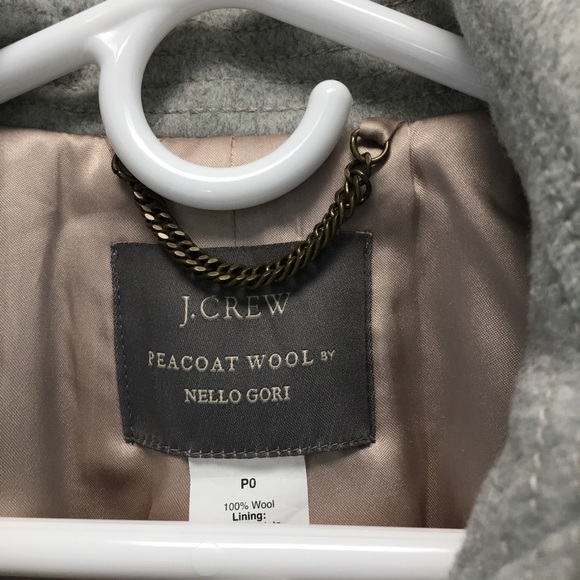 J.CREW
PEACOAT WOOL BY
NELLO GORI
P0
100% Wool
Lining: